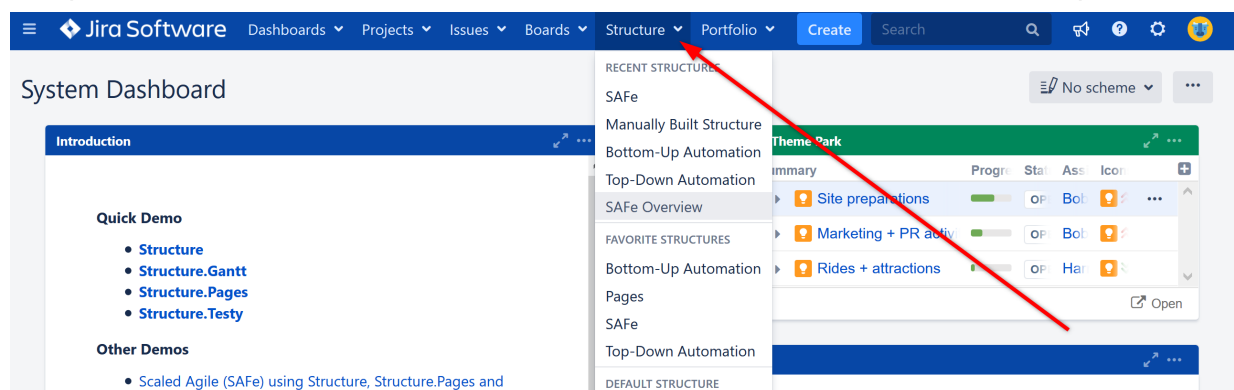 Jira Software Dashboards Projects Issues Boards Structure Portfolio Create Search
System Dashboard
No scheme
RECENT STRUCTURES
SAFe
Manually Built Structure
Bottom-Up Automation
Top-Down Automation
SAFe Overview
FAVORITE STRUCTURES
Bottom-Up Automation
Pages
SAFe
Top-Down Automation
DEFAULT STRUCTURE
Introduction
Quick Demo
• Structure
• Structure.Gantt
• Structure.Pages
• Structure.Testy
Other Demos
• Scaled Agile (SAFe) using Structure, Structure.Pages and
Theme Park
ummary Progre Stat Ass Icon
Site preparations OP Bob
Marketing + PR activ OP Bob
Rides + attractions OP Har
Open